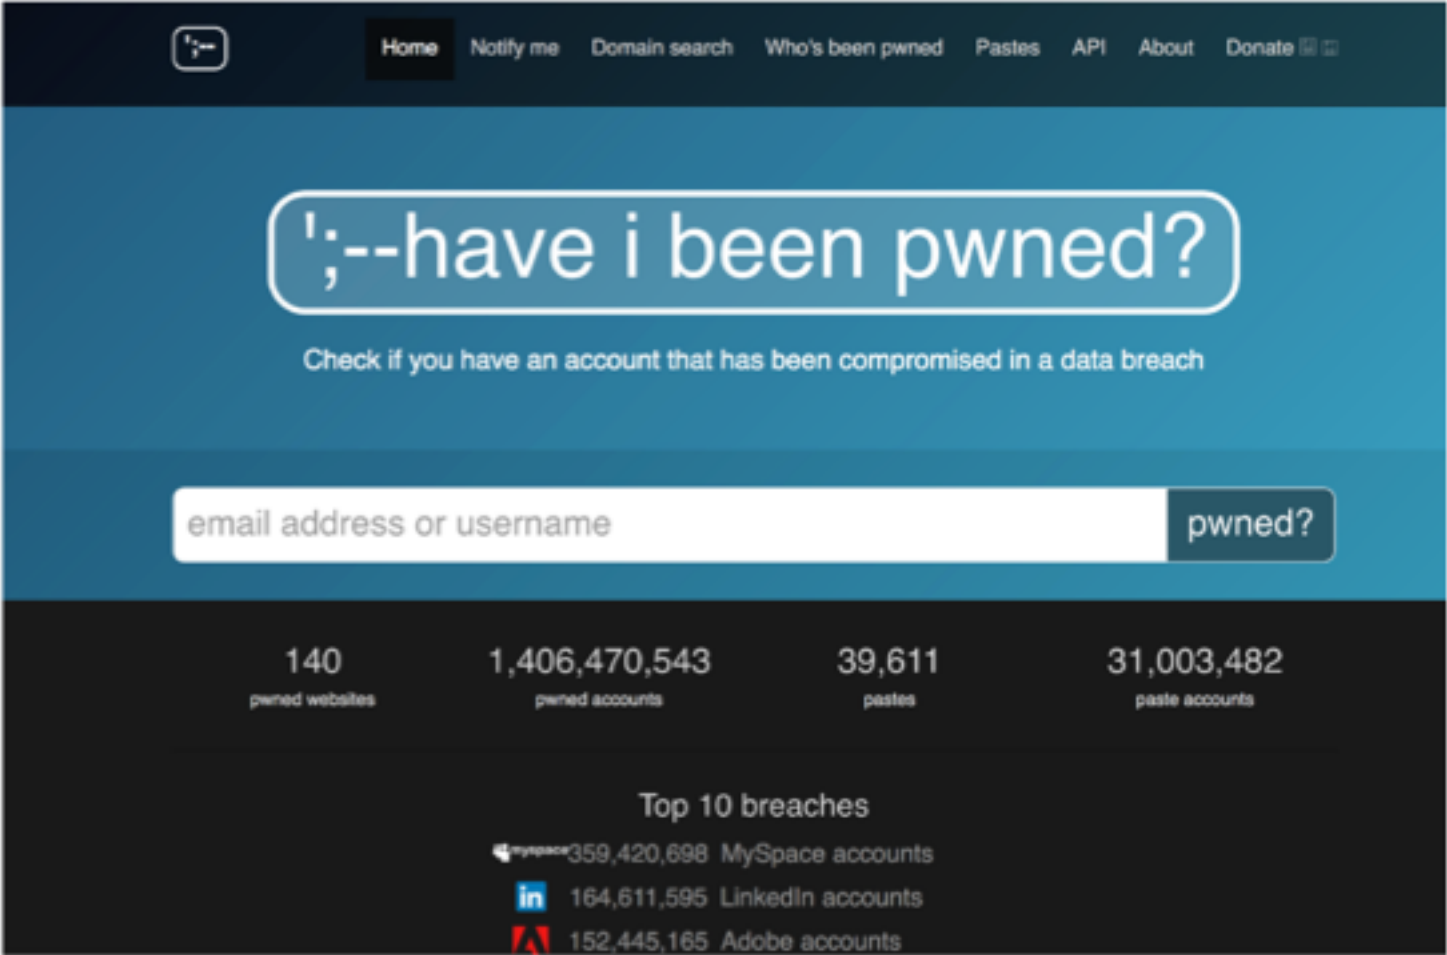 ';--
Home Notify me Domain search Who's been pwned Pastes API About Donate
';--have i been pwned?
Check if you have an account that has been compromised in a data breach
email address or username pwned?
140 1,406,470,543 39,611 31,003,482
pwned websites pwned accounts pastes paste accounts
Top 10 breaches
myspace 359,420,698 MySpace accounts
in 164,611,595 LinkedIn accounts
152,445,165 Adobe accounts